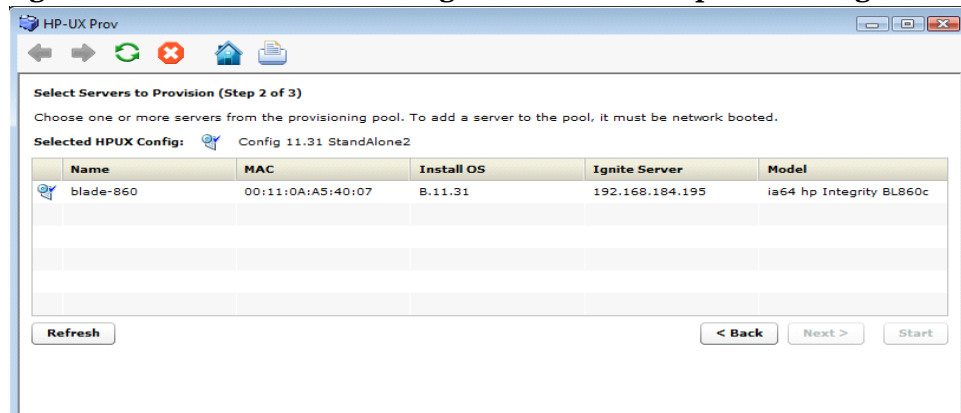 HP-UX Prov
Select Servers to Provision (Step 2 of 3)
Choose one or more servers from the provisioning pool. To add a server to the pool, it must be network booted.
Selected HPUX Config: Config 11.31 StandAlone2
Name MAC Install OS Ignite Server Model
blade-860 00:11:0A:A5:40:07 B.11.31 192.168.184.195 ia64 hp Integrity BL860c
Refresh < Back Next > Start